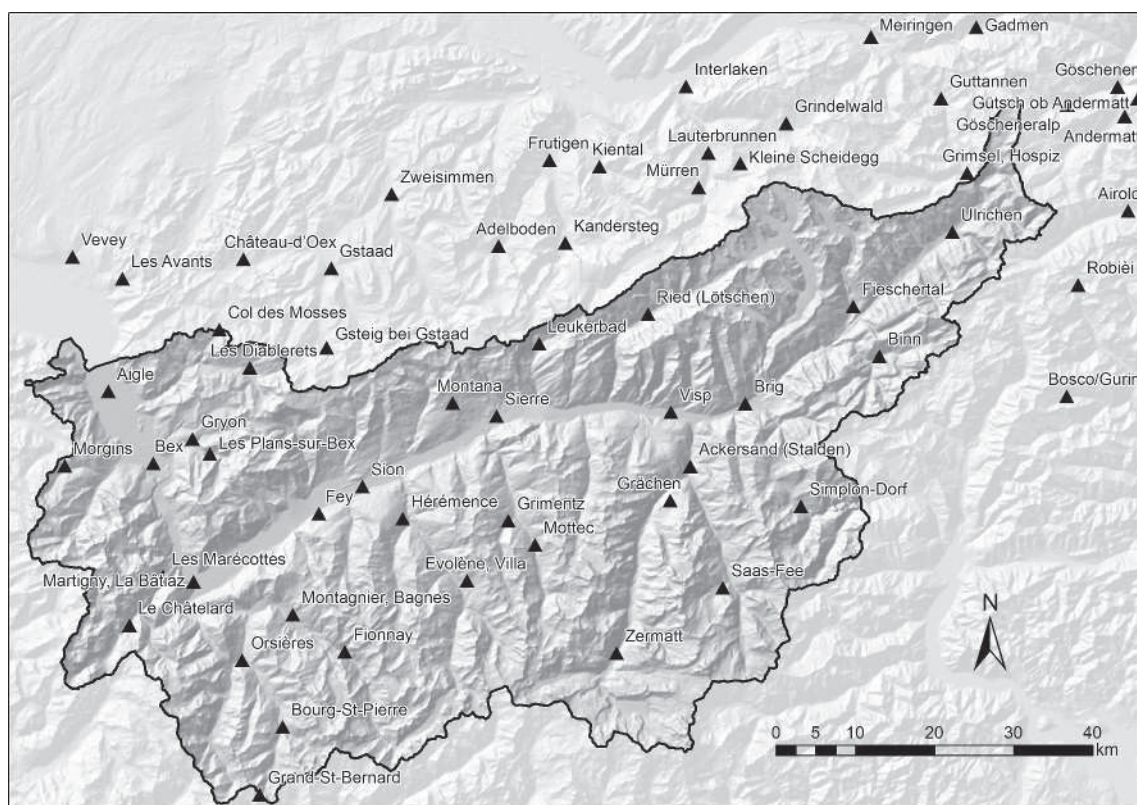 Meiringen
Gadmen
Interlaken
Guttannen
Göschenen
Gütsch ob Andermatt
Grindelwald
Göscheneralp
Andermatt
Lauterbrunnen
Frutigen
Kiental
Kleine Scheidegg
Grimsel, Hospiz
Mürren
Zweisimmen
Airolo
Ulrichen
Adelboden
Kandersteg
Vevey
Château-d'Oex
Gstaad
Les Avants
Robièi
Ried (Lötschen)
Fieschertal
Col des Mosses
Gsteig bei Gstaad
Leukerbad
Binn
Les Diablerets
Aigle
Montana
Sierre
Visp
Brig
Bosco/Gurin
Gryon
Morgins
Bex
Les Plans-sur-Bex
Ackersand (Stalden)
Sion
Grächen
Simplon-Dorf
Fey
Hérémence
Grimentz
Mottec
Les Marécottes
Martigny, La Bâtiaz
Evolène, Villa
Saas-Fee
Le Châtelard
Montagnier, Bagnes
N
Orsières
Fionnay
Zermatt
Bourg-St-Pierre
0 5 10 20 30 40
km
Grand-St-Bernard